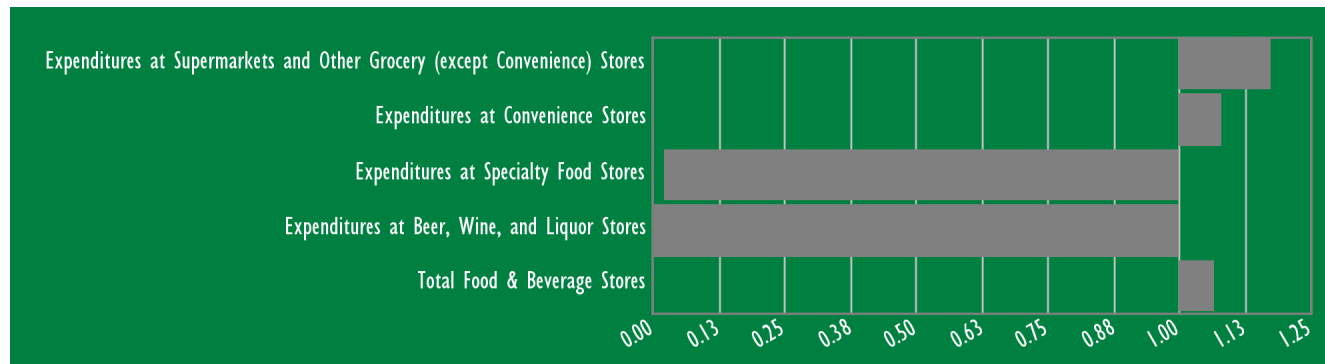 Expenditures at Supermarkets and Other Grocery (except Convenience) Stores
Expenditures at Convenience Stores
Expenditures at Specialty Food Stores
Expenditures at Beer, Wine, and Liquor Stores
Total Food & Beverage Stores
0.00 0.13 0.25 0.38 0.50 0.63 0.75 0.88 1.00 1.13 1.25